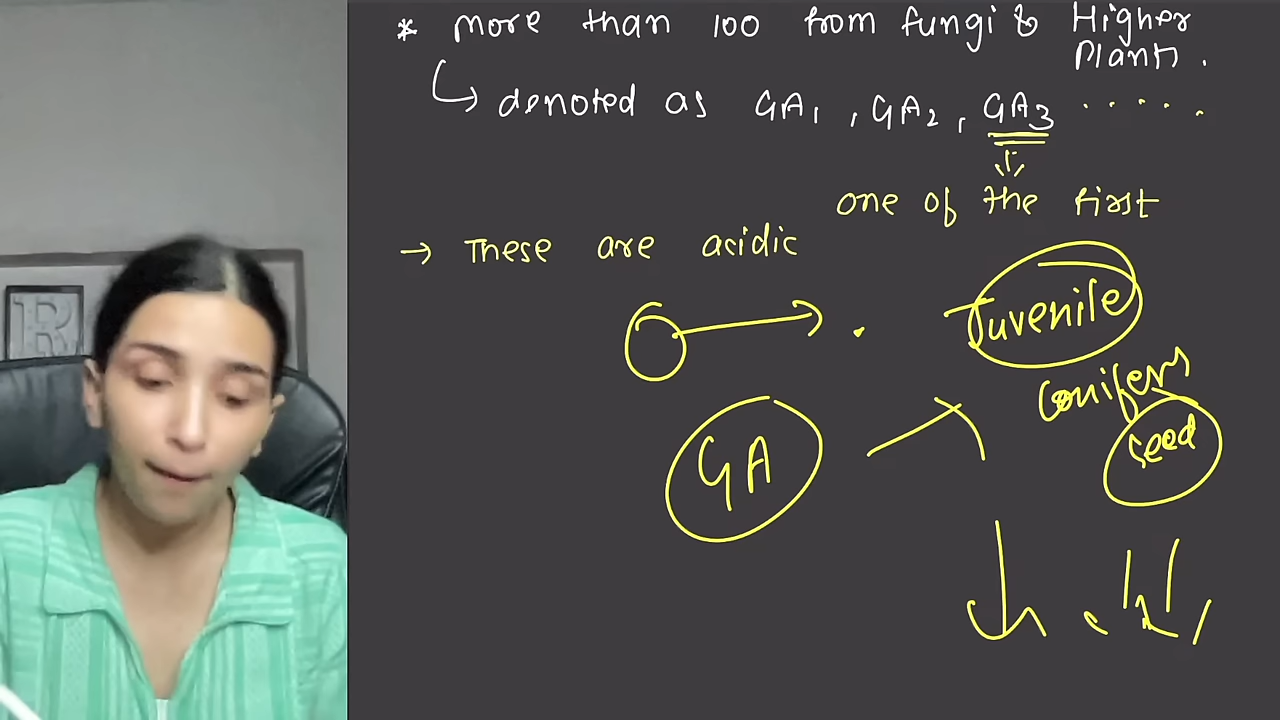 * more than 100 from fungi & Higher
Plants.
↳ denoted as GA1, GA2, GA3 .....
one of the first
→ These are acidic
Juvenile
conifers
seed
GA
R